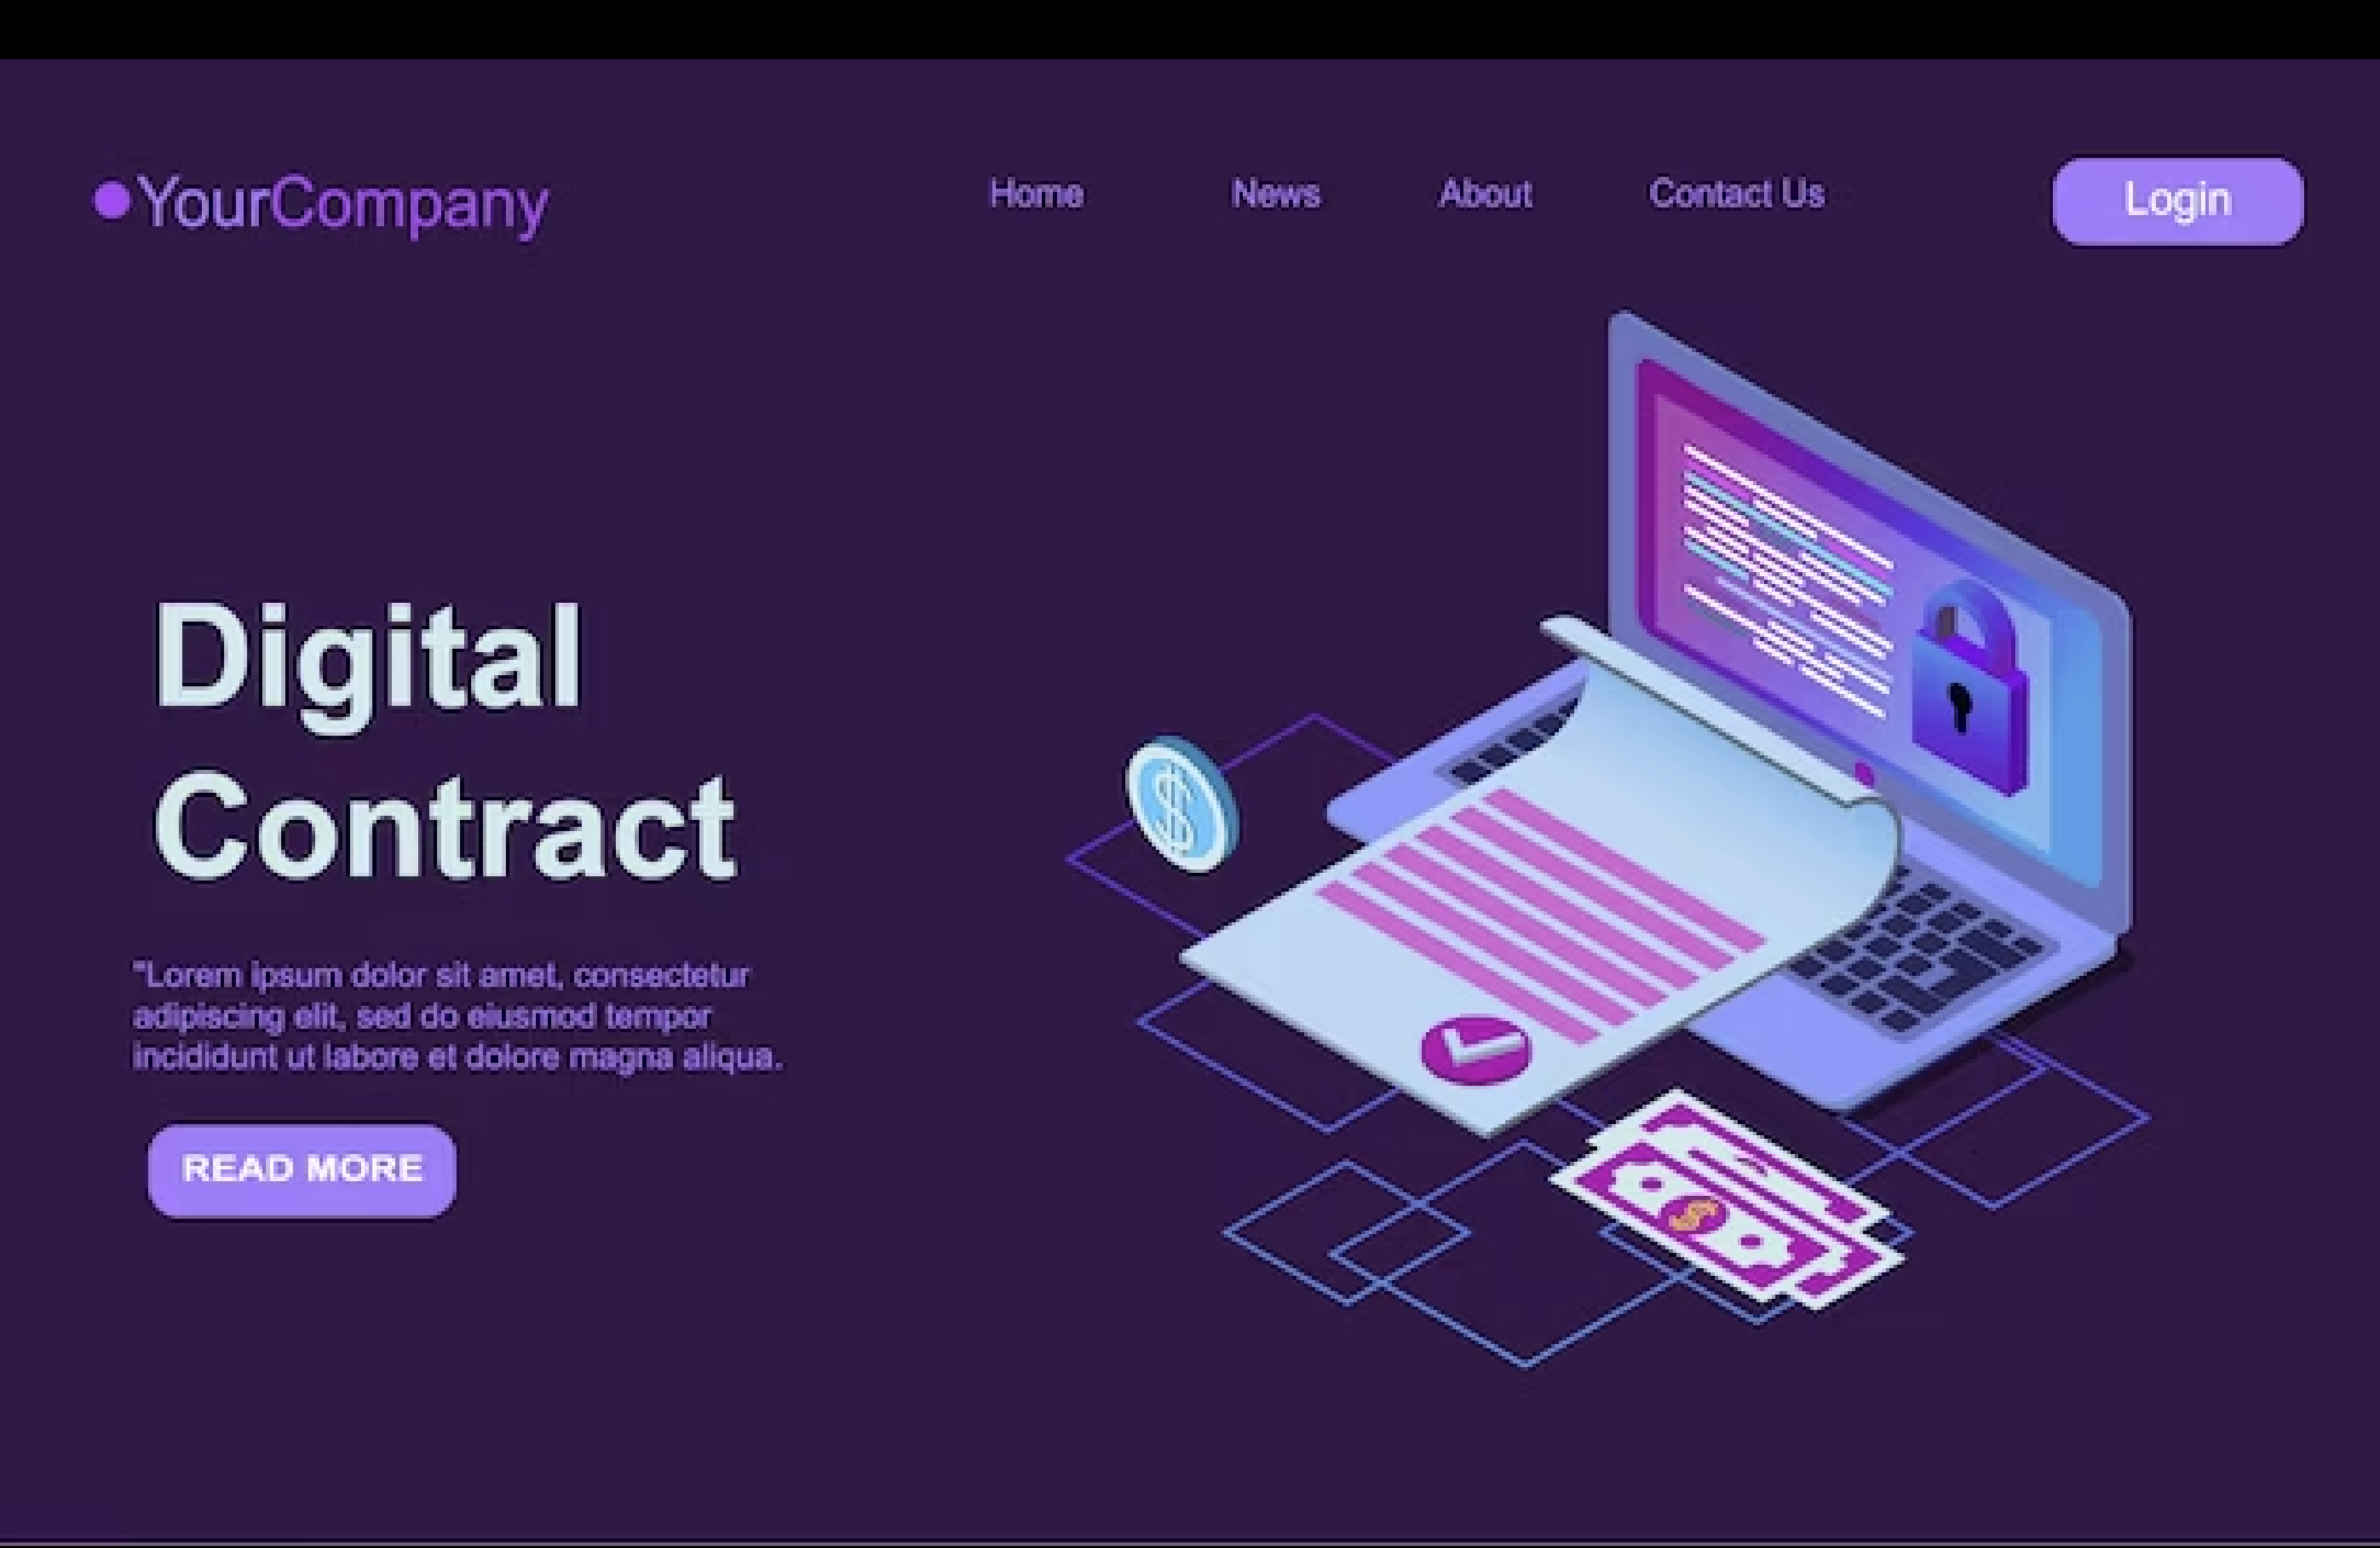 YourCompany
Home
News
About
Contact Us
Login
Digital
Contract
"Lorem ipsum dolor sit amet, consectetur
adipiscing elit, sed do eiusmod tempor
incididunt ut labore et dolore magna aliqua.
READ MORE
$
$